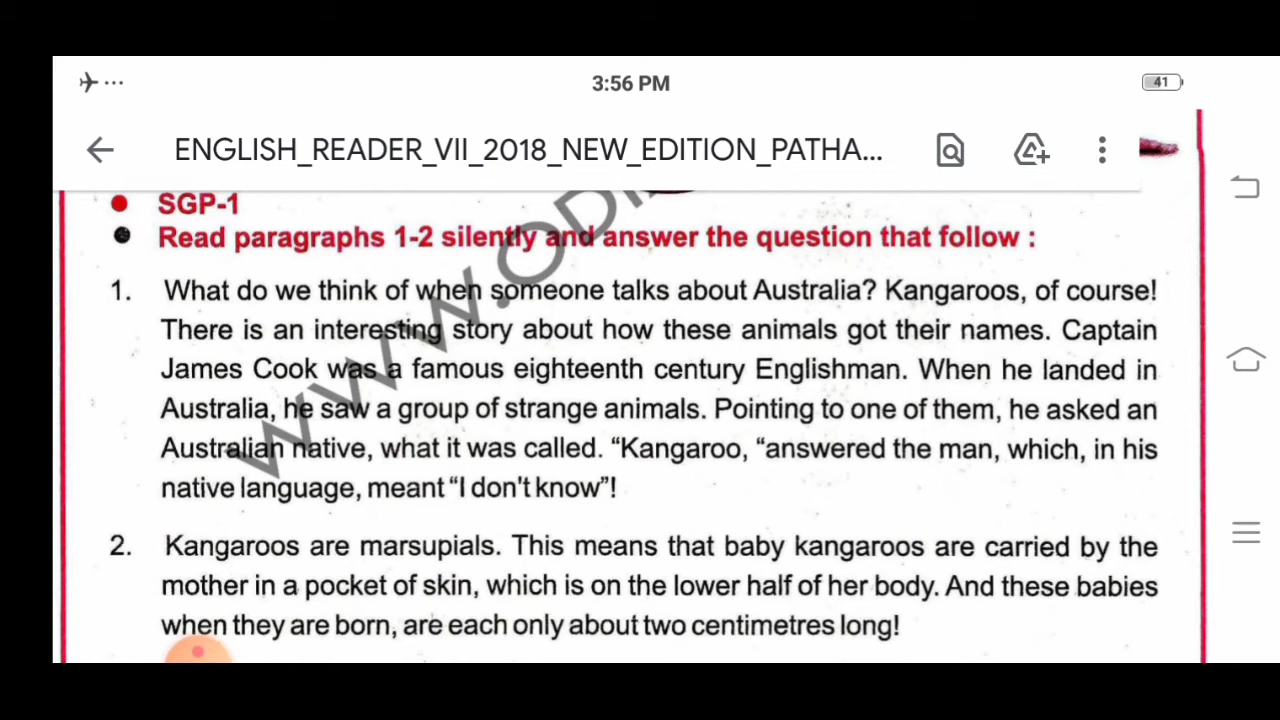 3:56 PM
41
ENGLISH_READER_VII_2018_NEW_EDITION_PATHA...
SGP-1
Read paragraphs 1-2 silently and answer the question that follow :
1. What do we think of when someone talks about Australia? Kangaroos, of course!
There is an interesting story about how these animals got their names. Captain
James Cook was a famous eighteenth century Englishman. When he landed in
Australia, he saw a group of strange animals. Pointing to one of them, he asked an
Australian native, what it was called. “Kangaroo, “answered the man, which, in his
native language, meant “I don't know”!
2. Kangaroos are marsupials. This means that baby kangaroos are carried by the
mother in a pocket of skin, which is on the lower half of her body. And these babies
when they are born, are each only about two centimetres long!